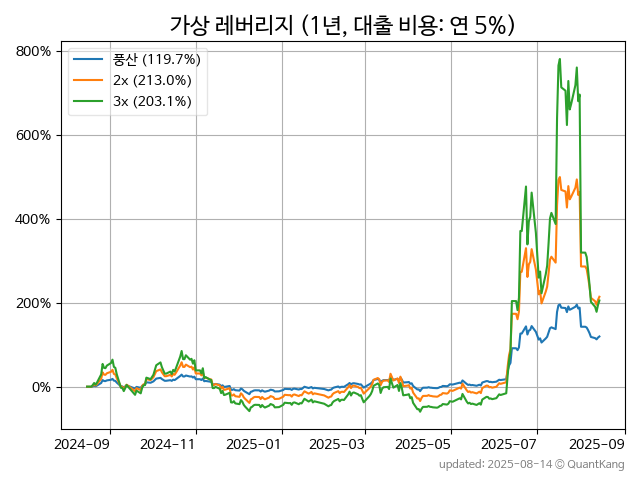 가상 레버리지 (1년, 대출 비용: 연 5%)
800%
600%
400%
200%
0%
풍산 (119.7%)
2x (213.0%)
3x (203.1%)
2024-09
2024-11
2025-01
2025-03
2025-05
2025-07
2025-09
updated: 2025-08-14 © QuantKang